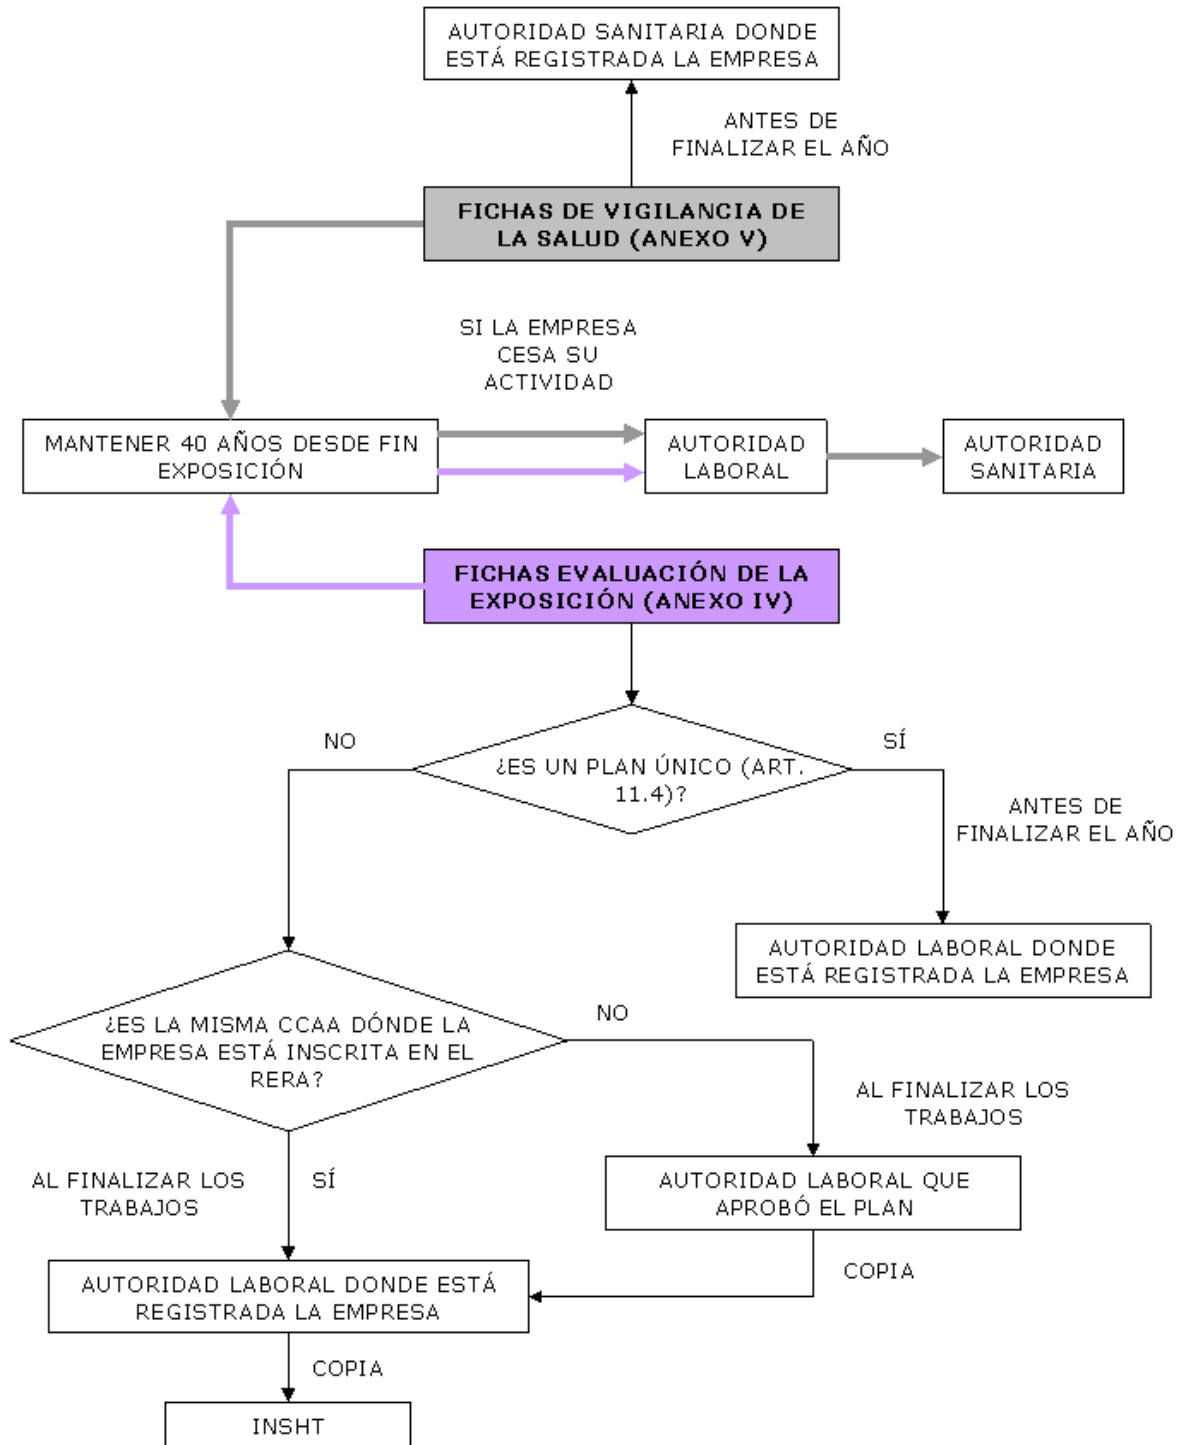 AUTORIDAD SANITARIA DONDE
ESTÁ REGISTRADA LA EMPRESA
ANTES DE
FINALIZAR EL AÑO
FICHAS DE VIGILANCIA DE
LA SALUD (ANEXO V)
SI LA EMPRESA
CESA SU
ACTIVIDAD
MANTENER 40 AÑOS DESDE FIN
EXPOSICIÓN
AUTORIDAD
LABORAL
AUTORIDAD
SANITARIA
FICHAS EVALUACIÓN DE LA
EXPOSICIÓN (ANEXO IV)
NO
SÍ
¿ES UN PLAN ÚNICO (ART.
11.4)?
ANTES DE
FINALIZAR EL AÑO
AUTORIDAD LABORAL DONDE
ESTÁ REGISTRADA LA EMPRESA
¿ES LA MISMA CCAA DÓNDE LA
EMPRESA ESTÁ INSCRITA EN EL
RERA?
NO
AL FINALIZAR LOS
TRABAJOS
AL FINALIZAR LOS
TRABAJOS
SÍ
AUTORIDAD LABORAL QUE
APROBÓ EL PLAN
COPIA
AUTORIDAD LABORAL DONDE ESTÁ
REGISTRADA LA EMPRESA
COPIA
INSHT